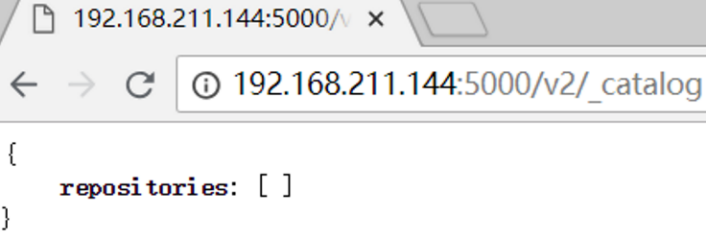 192.168.211.144:5000/v
192.168.211.144:5000/v2/_catalog
{
repositories: [ ]
}